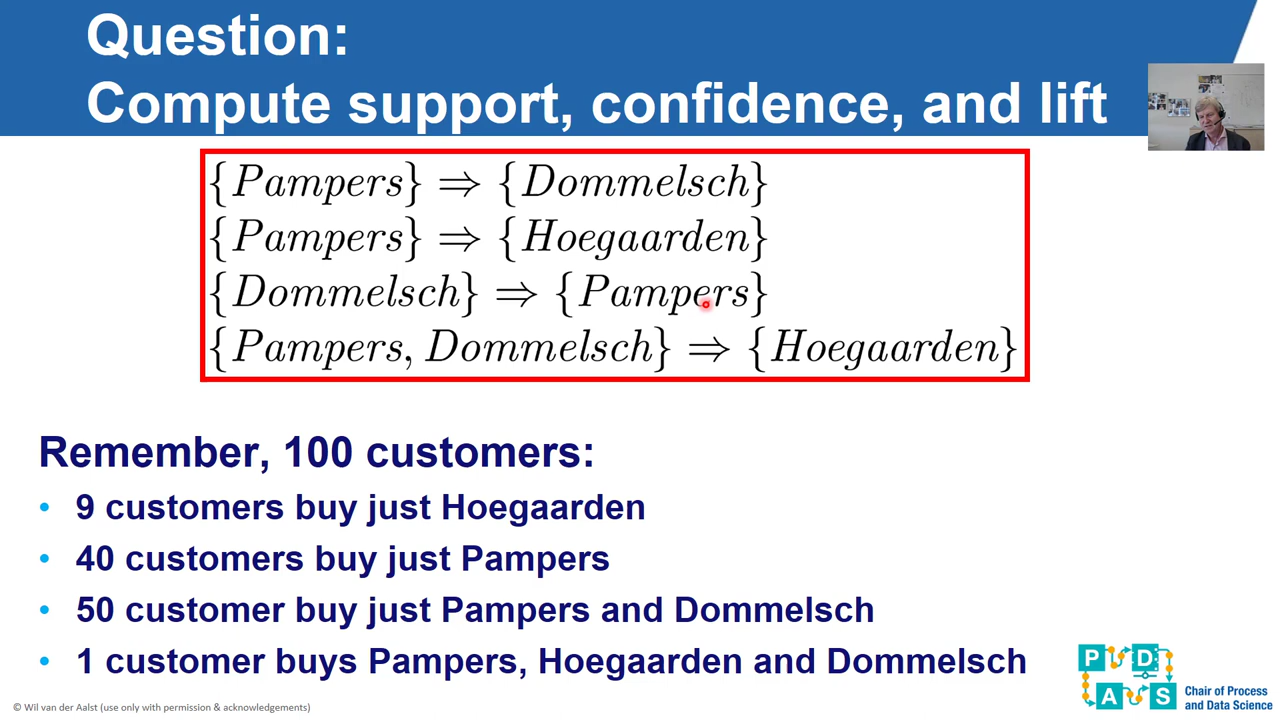 Question:
Compute support, confidence, and lift
{Pampers} ⇒ {Dommelsch}
{Pampers} ⇒ {Hoegaarden}
{Dommelsch} ⇒ {Pampers}
{Pampers, Dommelsch} ⇒ {Hoegaarden}
Remember, 100 customers:
• 9 customers buy just Hoegaarden
• 40 customers buy just Pampers
• 50 customer buy just Pampers and Dommelsch
• 1 customer buys Pampers, Hoegaarden and Dommelsch
P D
A S
Chair of Process
and Data Science
© Wil van der Aalst (use only with permission & acknowledgements)